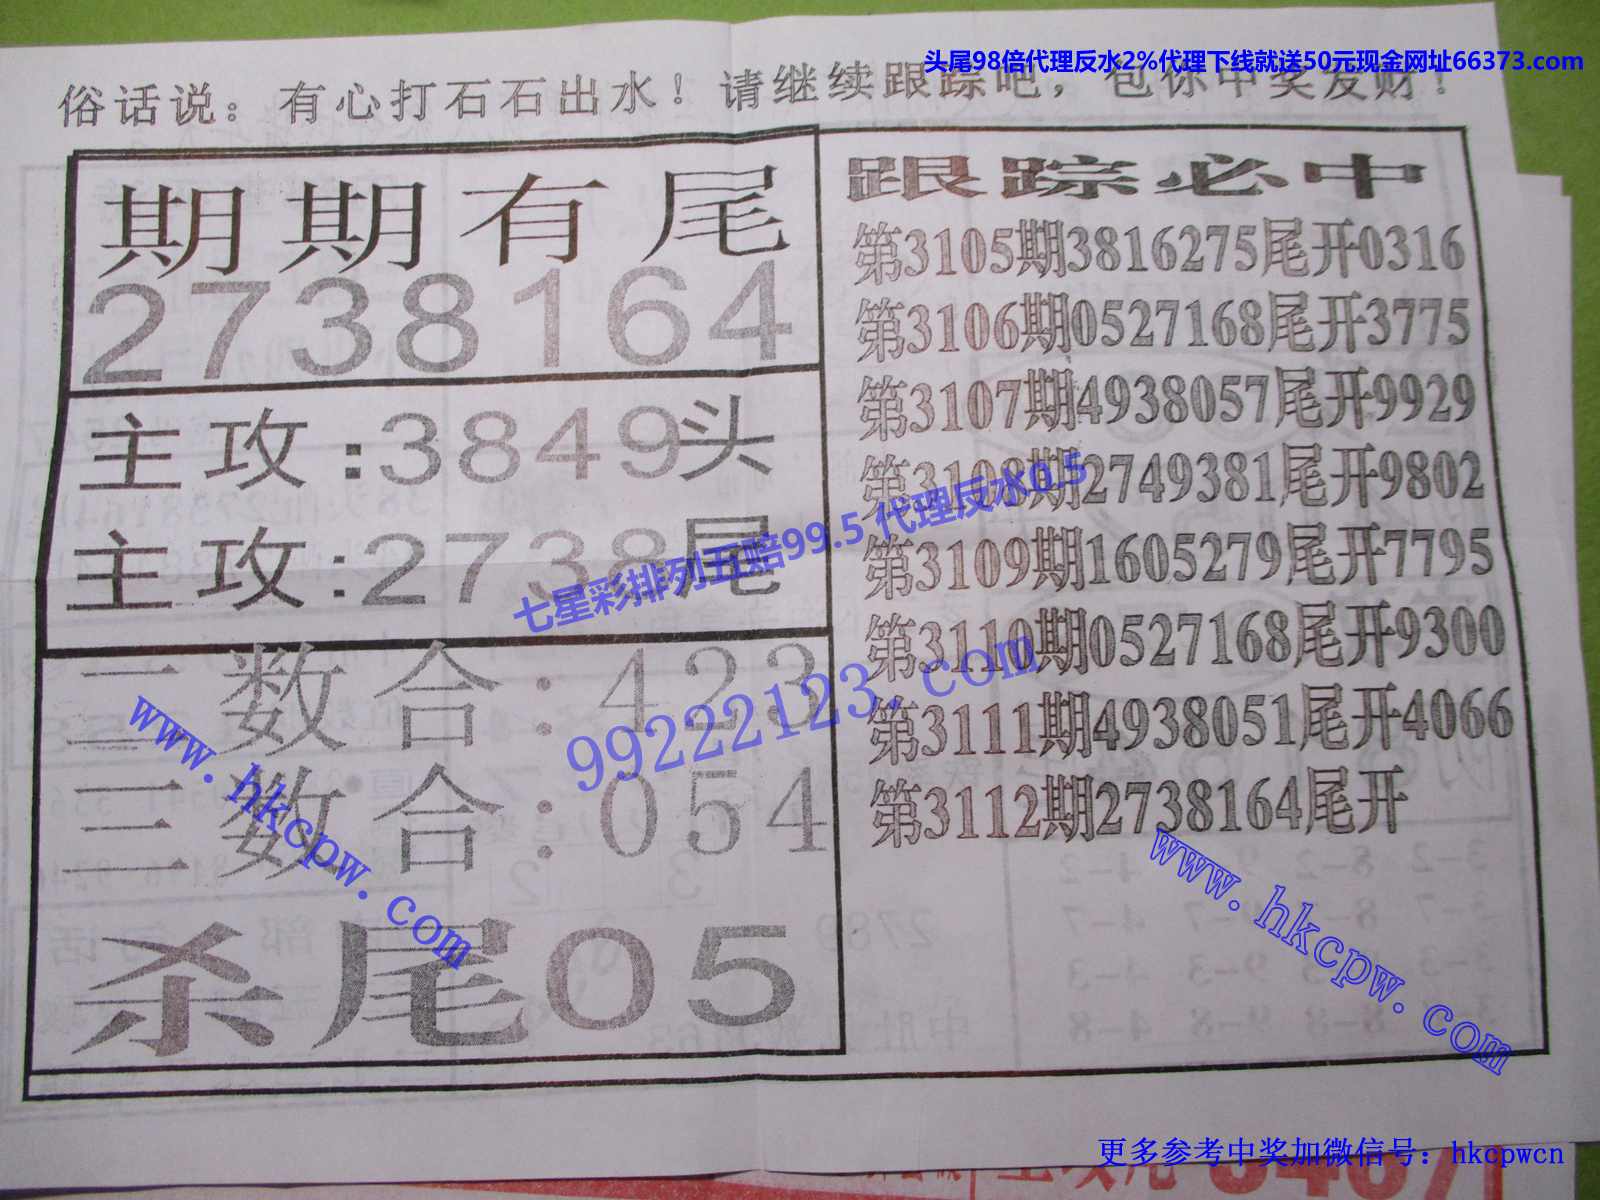 头尾98倍代理反水2%代理下线就送50元现金网址66373.com
俗话说：有心打石石出水！请继续跟踪吧，包你中奖发财！
期期有尾
2738164
主攻:3849头
主攻:2738尾
二数合:423
三数合:054
杀尾05
跟踪必中
第3105期3816275尾开0316
第3106期0527168尾开3775
第3107期4938057尾开9929
第3108期2749381尾开9802
第3109期1605279尾开7795
第3110期0527168尾开9300
第3111期4938051尾开4066
第3112期2738164尾开
七星彩排列五赔99.5 代理反水0.5
99222123.com
www.hkcpw.com
www.hkcpw.com
更多参考中奖加微信号：hkcpwcn